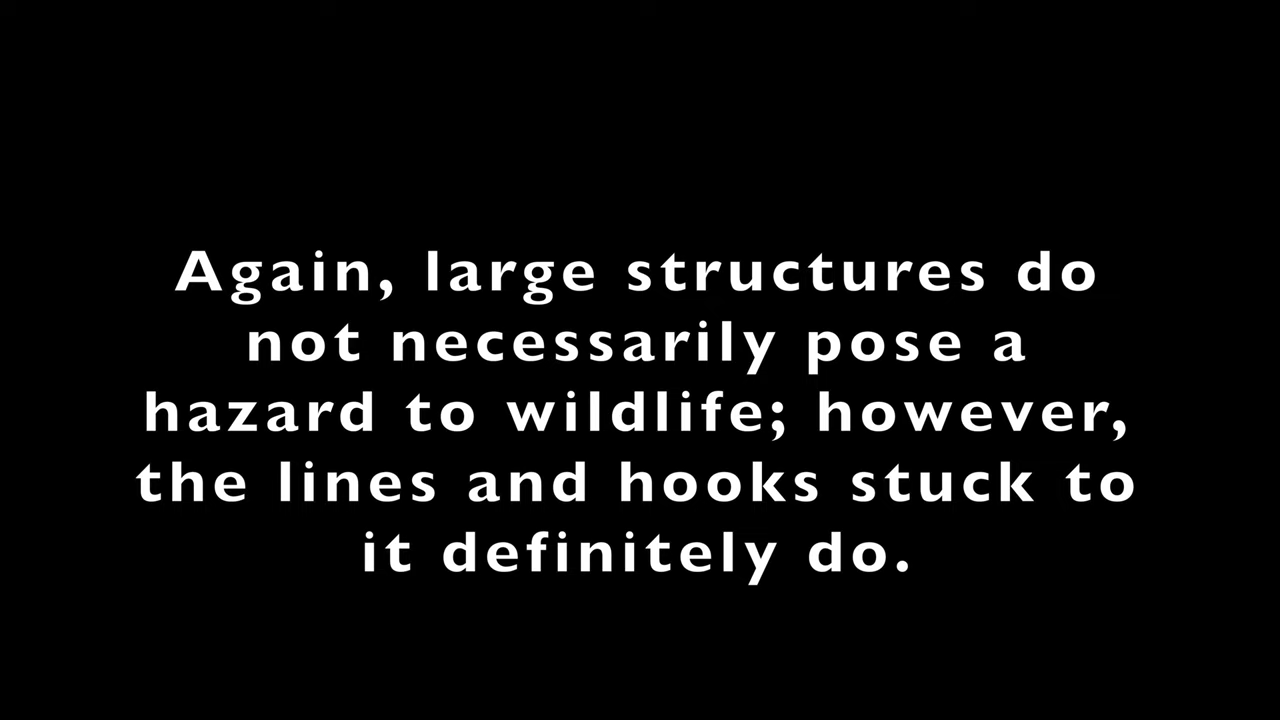 Again, large structures do
not necessarily pose a
hazard to wildlife; however,
the lines and hooks stuck to
it definitely do.